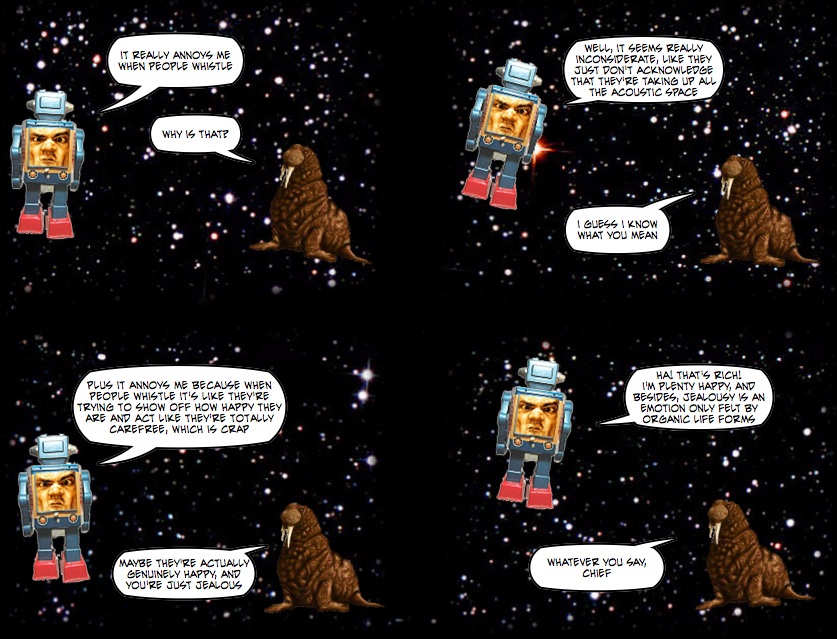 IT REALLY ANNOYS ME
WHEN PEOPLE WHISTLE
WHY IS THAT?
WELL, IT SEEMS REALLY
INCONSIDERATE, LIKE THEY
JUST DON'T ACKNOWLEDGE
THAT THEY'RE TAKING UP ALL
THE ACOUSTIC SPACE
I GUESS I KNOW
WHAT YOU MEAN
PLUS IT ANNOYS ME BECAUSE WHEN
PEOPLE WHISTLE IT'S LIKE THEY'RE
TRYING TO SHOW OFF HOW HAPPY THEY
ARE AND ACT LIKE THEY'RE TOTALLY
CAREFREE, WHICH IS CRAP
MAYBE THEY'RE ACTUALLY
GENUINELY HAPPY, AND
YOU'RE JUST JEALOUS
HA! THAT'S RICH!
I'M PLENTY HAPPY, AND
BESIDES, JEALOUSY IS AN
EMOTION ONLY FELT BY
ORGANIC LIFE FORMS
WHATEVER YOU SAY,
CHIEF